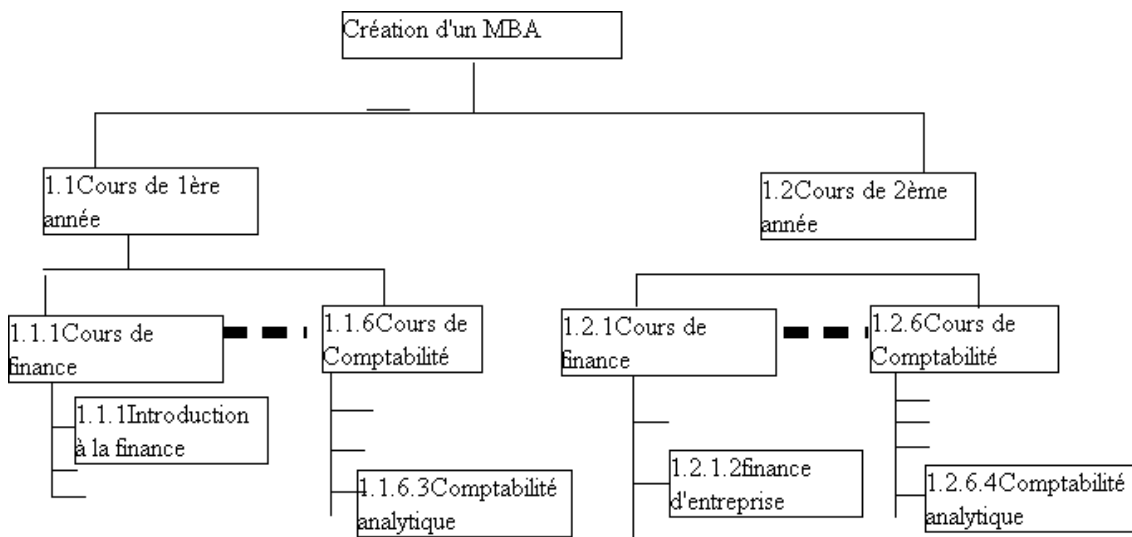 Création d'un MBA
1.1Cours de 1ère
année
1.2Cours de 2ème
année
1.1.1Cours de
finance
1.1.6Cours de
Comptabilité
1.2.1Cours de
finance
1.2.6Cours de
Comptabilité
1.1.1Introduction
à la finance
1.1.6.3Comptabilité
analytique
1.2.1.2finance
d'entreprise
1.2.6.4Comptabilité
analytique